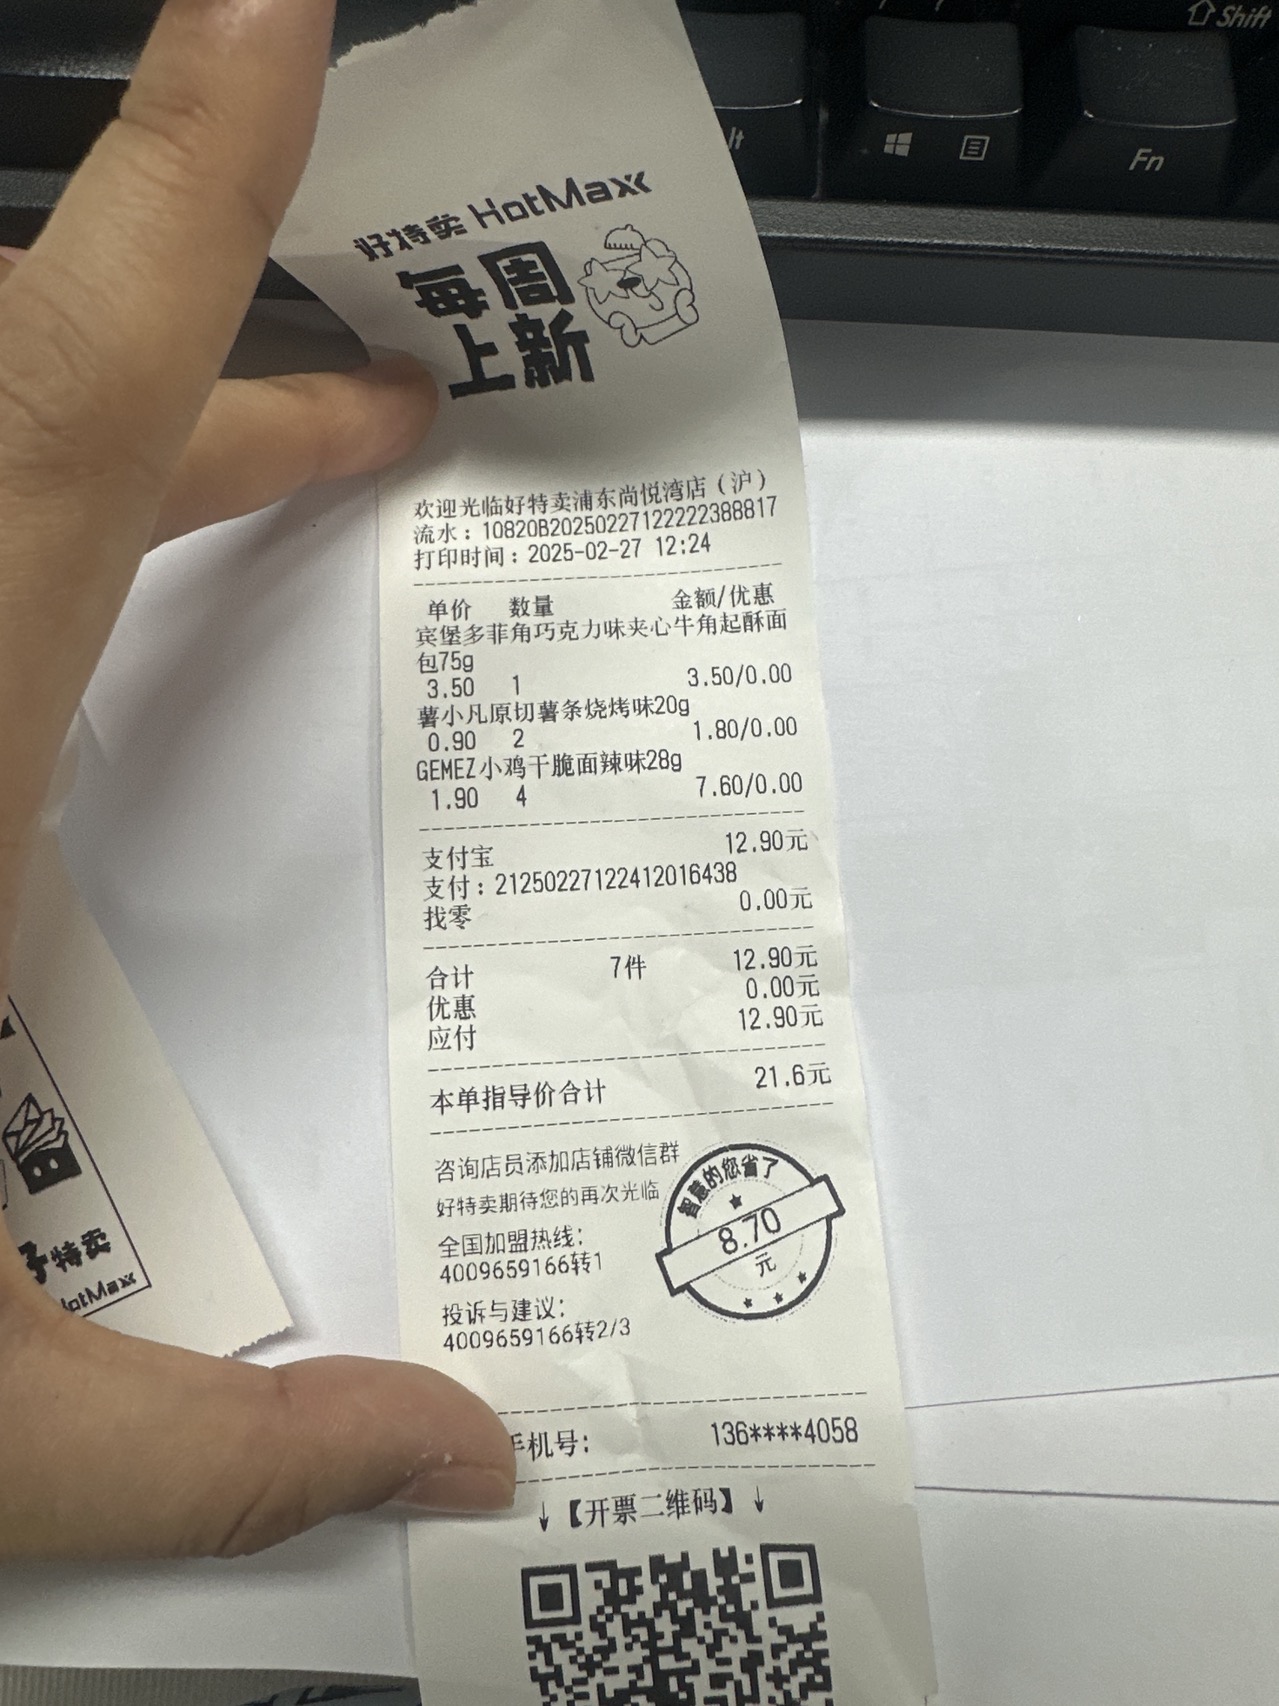 Shift
Fn
好特卖 HotMaxx
每周
上新
欢迎光临好特卖浦东尚悦湾店（沪）
流水：10820B20250227122222388817
打印时间：2025-02-27 12:24
单价 数量 金额/优惠
宾堡多菲角巧克力味夹心牛角起酥面
包75g
3.50 1 3.50/0.00
薯小凡原切薯条烧烤味20g
0.90 2 1.80/0.00
GEMEZ小鸡干脆面辣味28g
1.90 4 7.60/0.00
支付宝 12.90元
支付：21250227122412016438
找零 0.00元
合计 7件 12.90元
优惠 0.00元
应付 12.90元
本单指导价合计 21.6元
咨询店员添加店铺微信群
好特卖期待您的再次光临
全国加盟热线：
4009659166转1
投诉与建议：
4009659166转2/3
智慧的您省了
8.70
元
手机号： 136****4058
↓【开票二维码】↓
特卖
HotMax